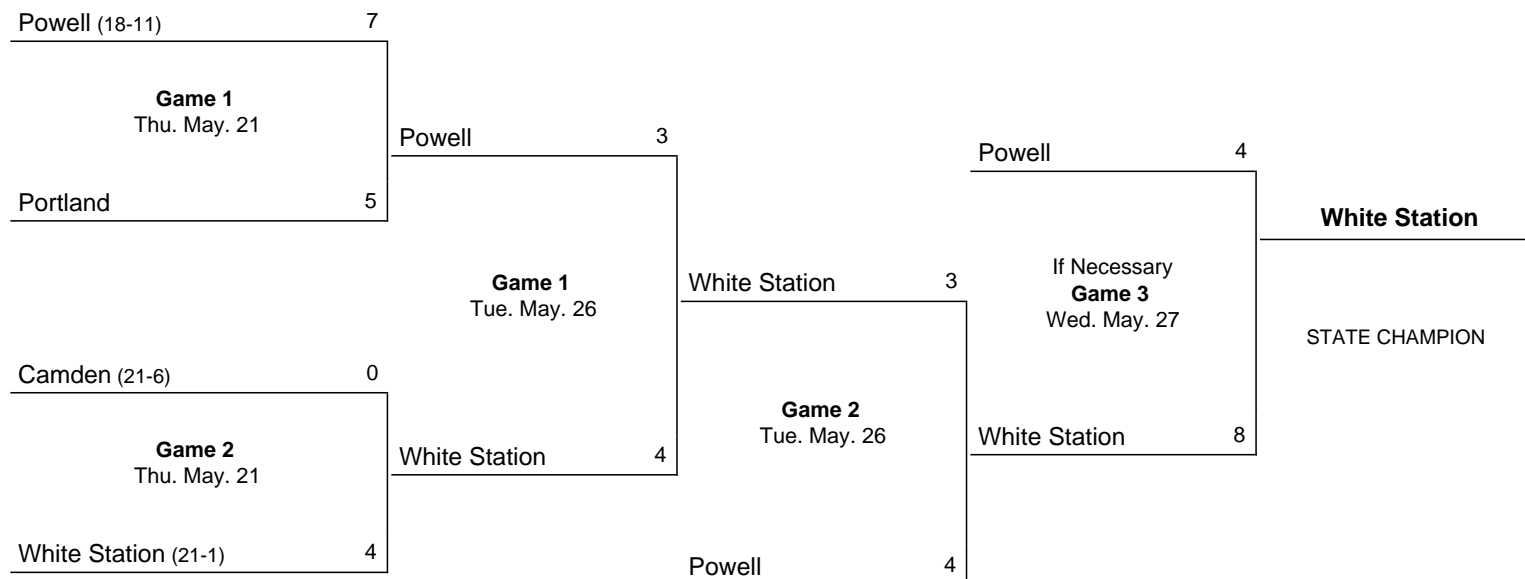 Powell (18-11) 7
Game 1
Thu. May. 21
Portland 5
Camden (21-6) 0
Game 2
Thu. May. 21
White Station (21-1) 4
Powell 3
Game 1
Tue. May. 26
White Station 4
White Station 3
Game 2
Tue. May. 26
Powell 4
Powell 4
If Necessary
Game 3
Wed. May. 27
White Station 8
White Station
STATE CHAMPION